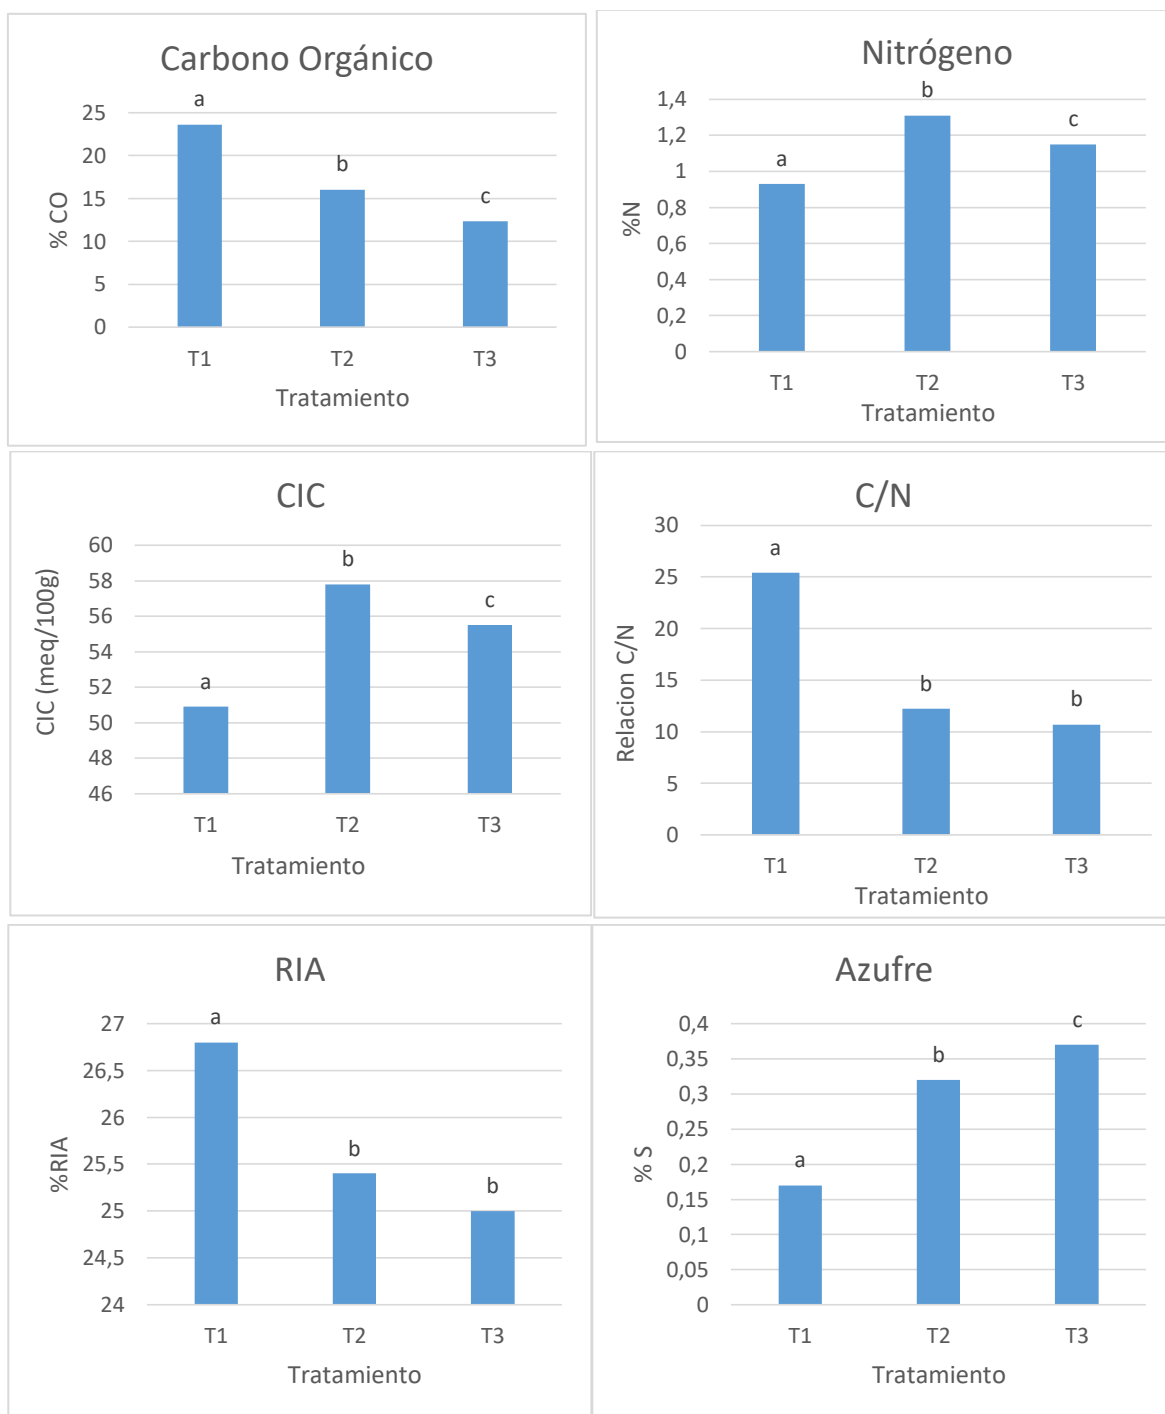 Carbono Orgánico
25
20
15
10
5
0
% CO
a
b
c
T1 T2 T3
Tratamiento
Nitrógeno
1,4
1,2
1
0,8
0,6
0,4
0,2
0
%N
a
b
c
T1 T2 T3
Tratamiento
CIC
60
58
56
54
52
50
48
46
CIC (meq/100g)
a
b
c
T1 T2 T3
Tratamiento
C/N
30
25
20
15
10
5
0
Relacion C/N
a
b
b
T1 T2 T3
Tratamiento
RIA
27
26,5
26
25,5
25
24,5
24
%RIA
a
b
b
T1 T2 T3
Tratamiento
Azufre
0,4
0,35
0,3
0,25
0,2
0,15
0,1
0,05
0
% S
a
b
c
T1 T2 T3
Tratamiento